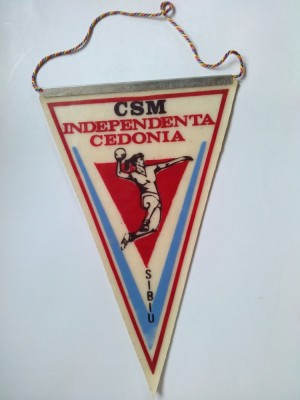 CSM
INDEPENDENTA
CEDONIA
SIBIU